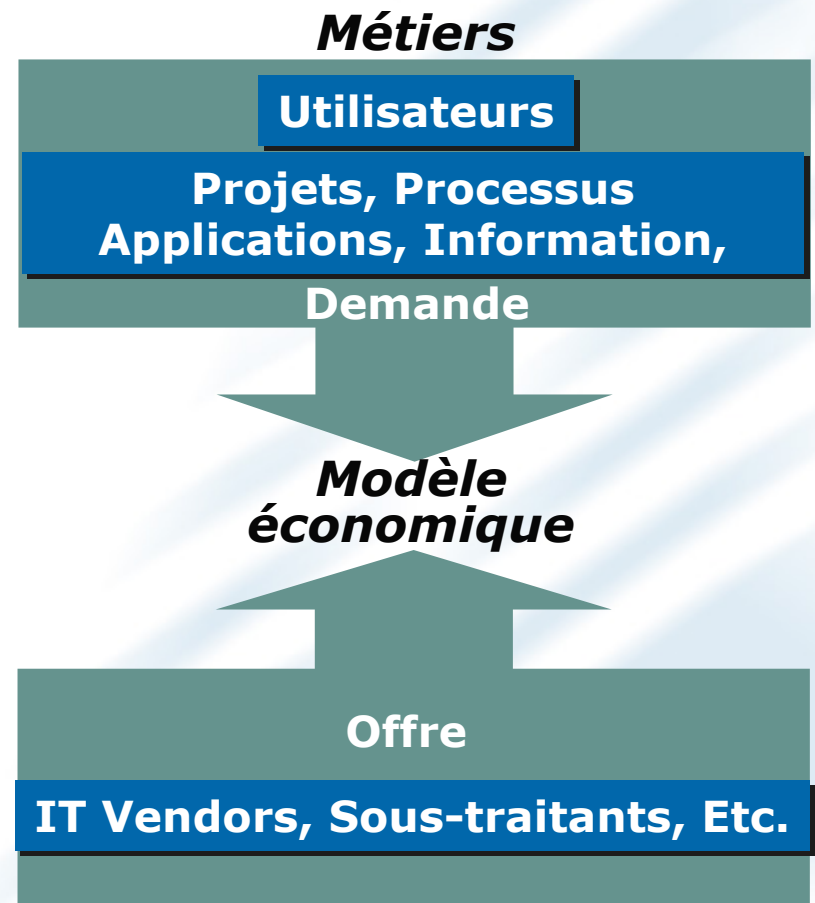 Métiers
Utilisateurs
Projets, Processus
Applications, Information,
Demande
Modèle
économique
Offre
IT Vendors, Sous-traitants, Etc.